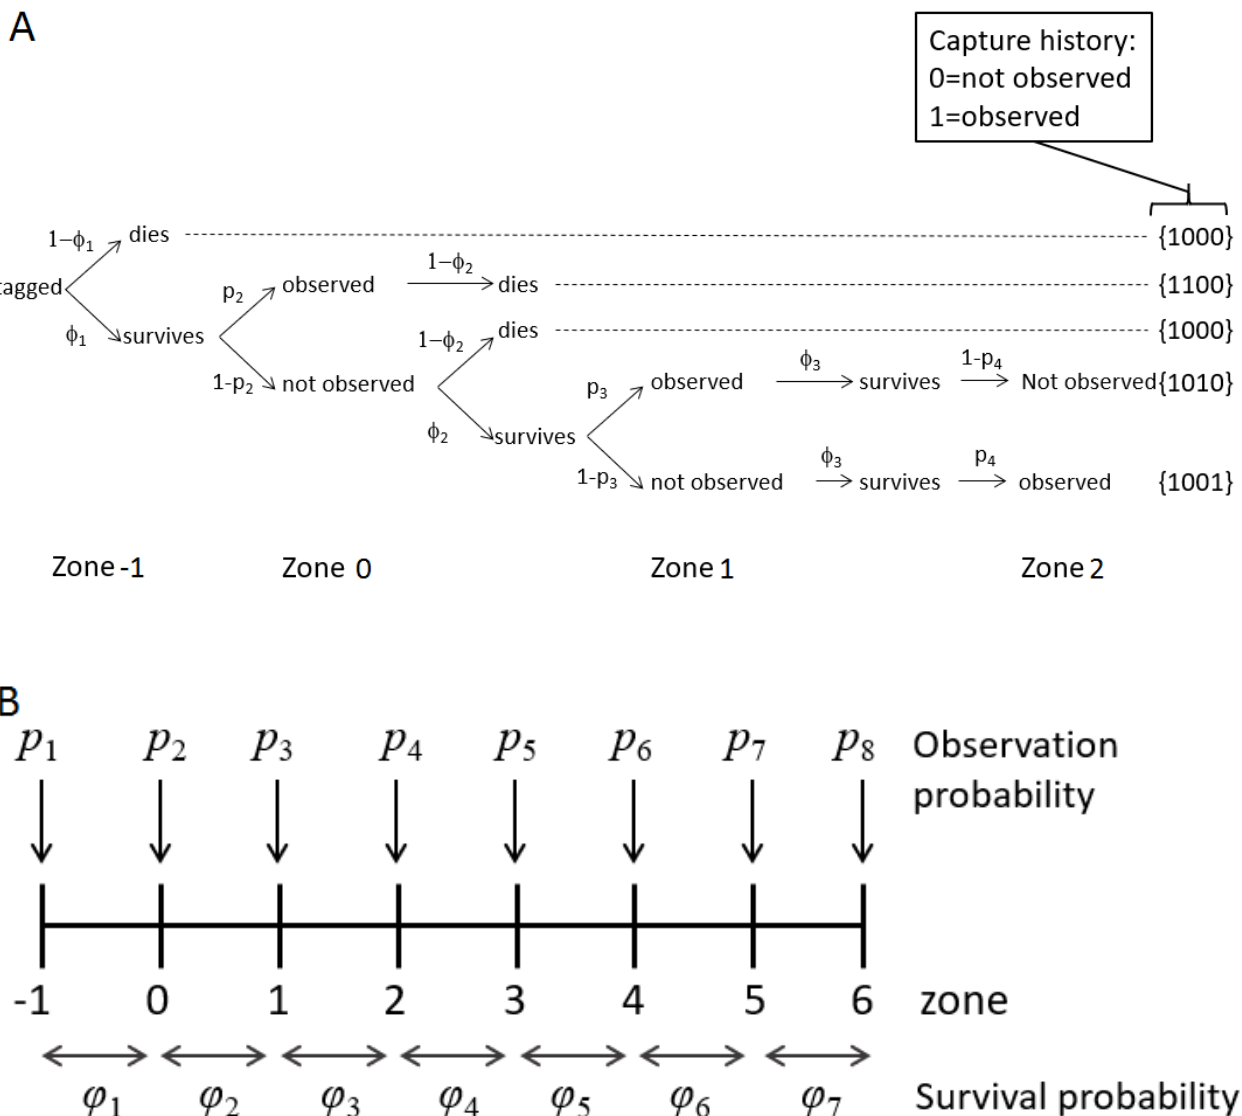 A
Capture history:
0=not observed
1=observed
1−ϕ1 dies {1000}
tagged
p2 observed 1−ϕ2 dies {1100}
ϕ1 survives 1−ϕ2 dies {1000}
1-p2 not observed p3 observed ϕ3 survives 1-p4 Not observed {1010}
ϕ2 survives
1-p3 not observed ϕ3 survives p4 observed {1001}
Zone -1 Zone 0 Zone 1 Zone 2
B
p1 p2 p3 p4 p5 p6 p7 p8 Observation
probability
-1 0 1 2 3 4 5 6 zone
φ1 φ2 φ3 φ4 φ5 φ6 φ7 Survival probability